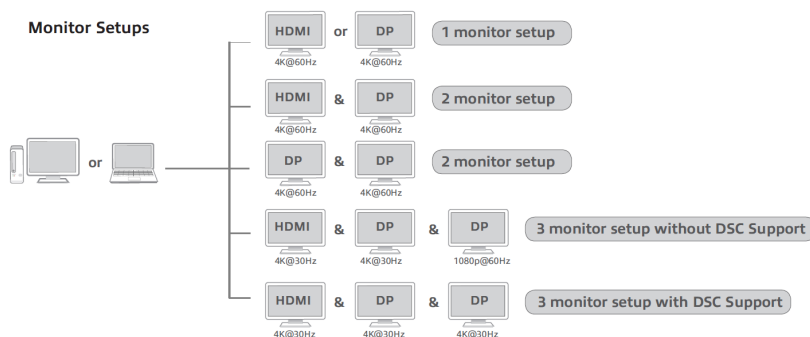 Monitor Setups
HDMI or DP 1 monitor setup
4K@60Hz 4K@60Hz
HDMI & DP 2 monitor setup
4K@60Hz 4K@60Hz
or
DP & DP 2 monitor setup
4K@60Hz 4K@60Hz
HDMI & DP & DP 3 monitor setup without DSC Support
4K@30Hz 4K@30Hz 1080p@60Hz
HDMI & DP & DP 3 monitor setup with DSC Support
4K@30Hz 4K@30Hz 4K@30Hz